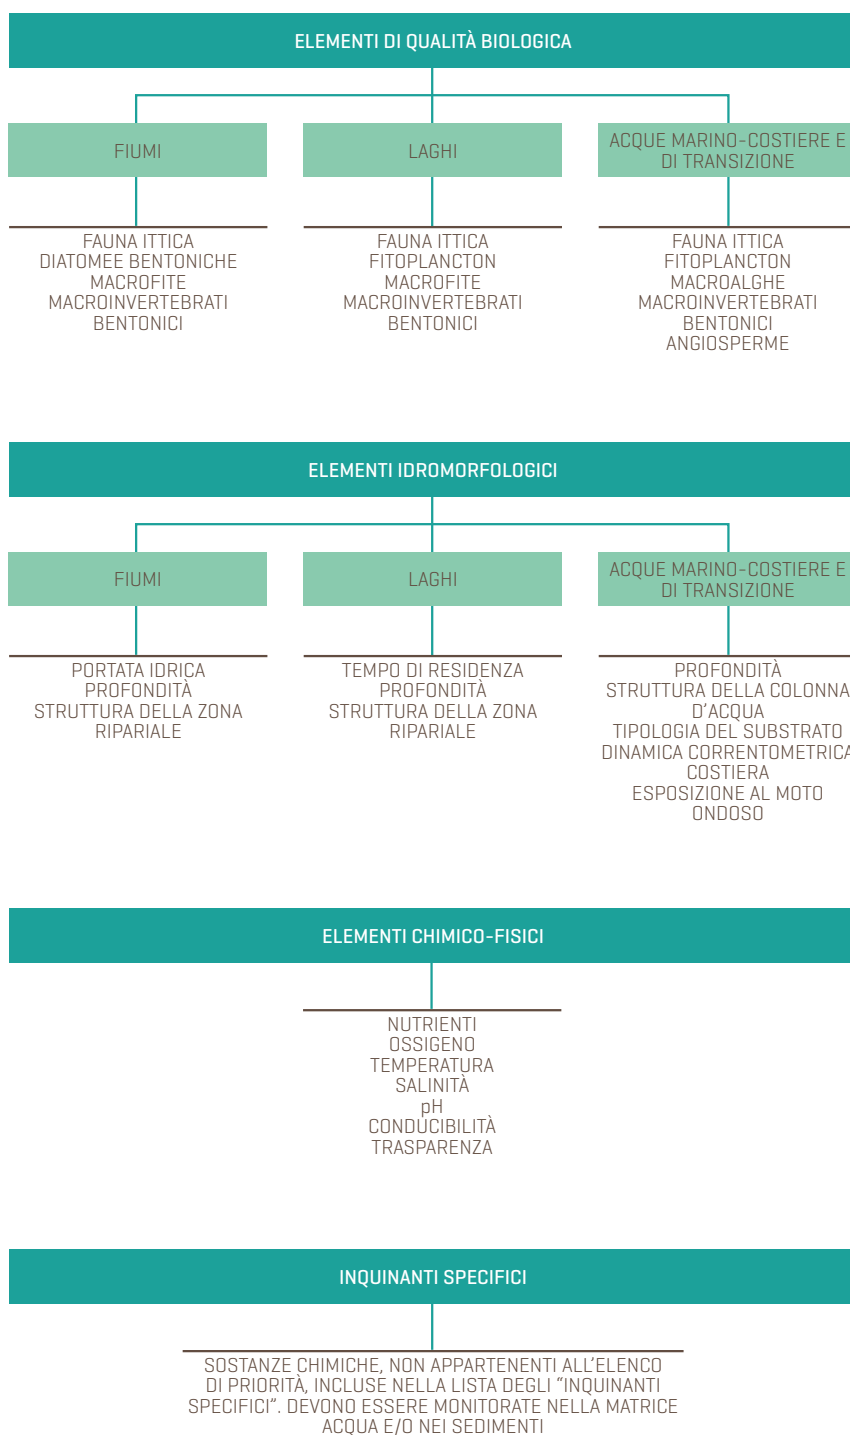 ELEMENTI DI QUALITÀ BIOLOGICA
FIUMI
FAUNA ITTICA
DIATOMEE BENTONICHE
MACROFITE
MACROINVERTEBRATI
BENTONICI
LAGHI
FAUNA ITTICA
FITOPLANCTON
MACROFITE
MACROINVERTEBRATI
BENTONICI
ACQUE MARINO-COSTIERE E
DI TRANSIZIONE
FAUNA ITTICA
FITOPLANCTON
MACROALGHE
MACROINVERTEBRATI
BENTONICI
ANGIOSPERME
ELEMENTI IDROMORFOLOGICI
FIUMI
PORTATA IDRICA
PROFONDITÀ
STRUTTURA DELLA ZONA
RIPARIALE
LAGHI
TEMPO DI RESIDENZA
PROFONDITÀ
STRUTTURA DELLA ZONA
RIPARIALE
ACQUE MARINO-COSTIERE E
DI TRANSIZIONE
PROFONDITÀ
STRUTTURA DELLA COLONNA
D'ACQUA
TIPOLOGIA DEL SUBSTRATO
DINAMICA CORRENTOMETRICA
COSTIERA
ESPOSIZIONE AL MOTO
ONDOSO
ELEMENTI CHIMICO-FISICI
NUTRIENTI
OSSIGENO
TEMPERATURA
SALINITÀ
pH
CONDUCIBILITÀ
TRASPARENZA
INQUINANTI SPECIFICI
SOSTANZE CHIMICHE, NON APPARTENENTI ALL'ELENCO
DI PRIORITÀ, INCLUSE NELLA LISTA DEGLI "INQUINANTI
SPECIFICI". DEVONO ESSERE MONITORATE NELLA MATRICE
ACQUA E/O NEI SEDIMENTI